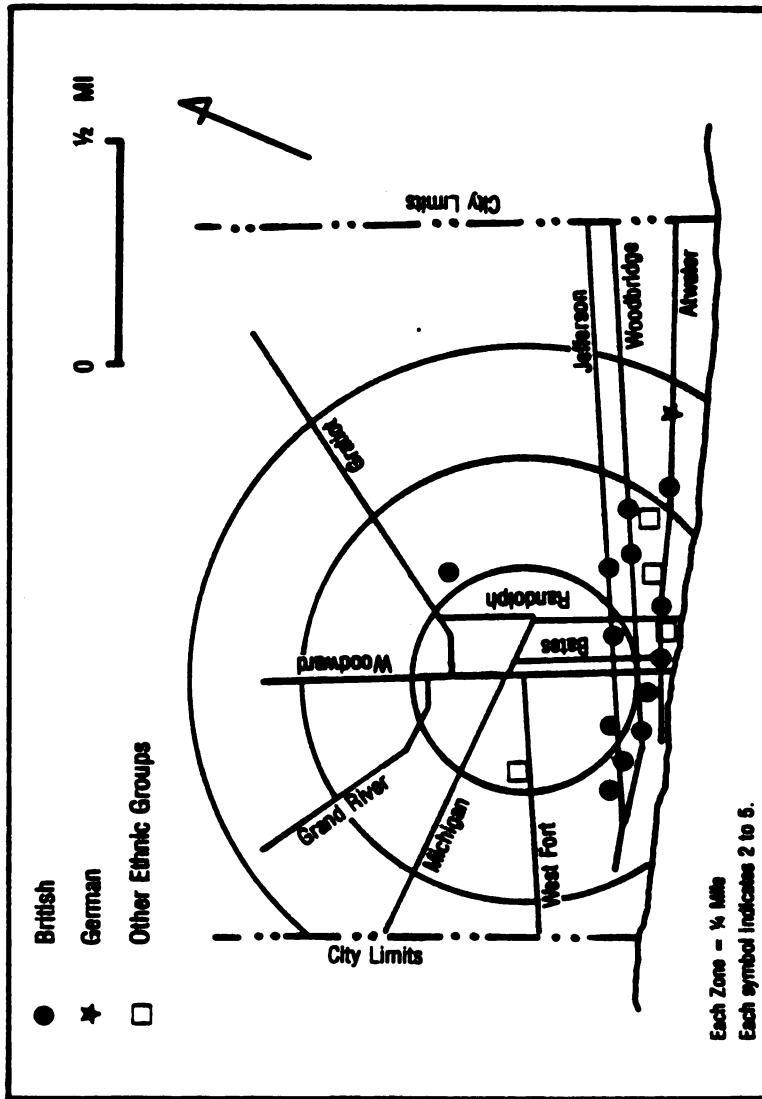 British
German
Other Ethnic Groups
0 ½ MI
City Limits
City Limits
Gratiot
Woodward
Grand River
Michigan
West Fort
Randolph
Bates
Jefferson
Woodbridge
Atwater
Each Zone = ¼ Mile
Each symbol indicates 2 to 5.